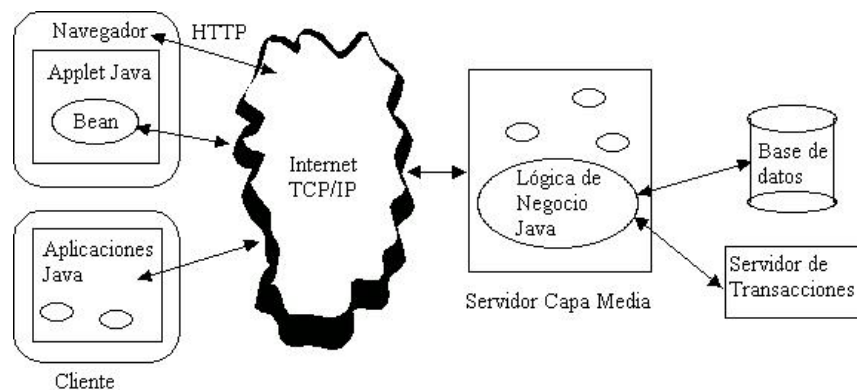 Navegador
HTTP
Applet Java
Bean
Aplicaciones
Java
Cliente
Internet
TCP/IP
Lógica de
Negocio
Java
Servidor Capa Media
Base de
datos
Servidor de
Transacciones